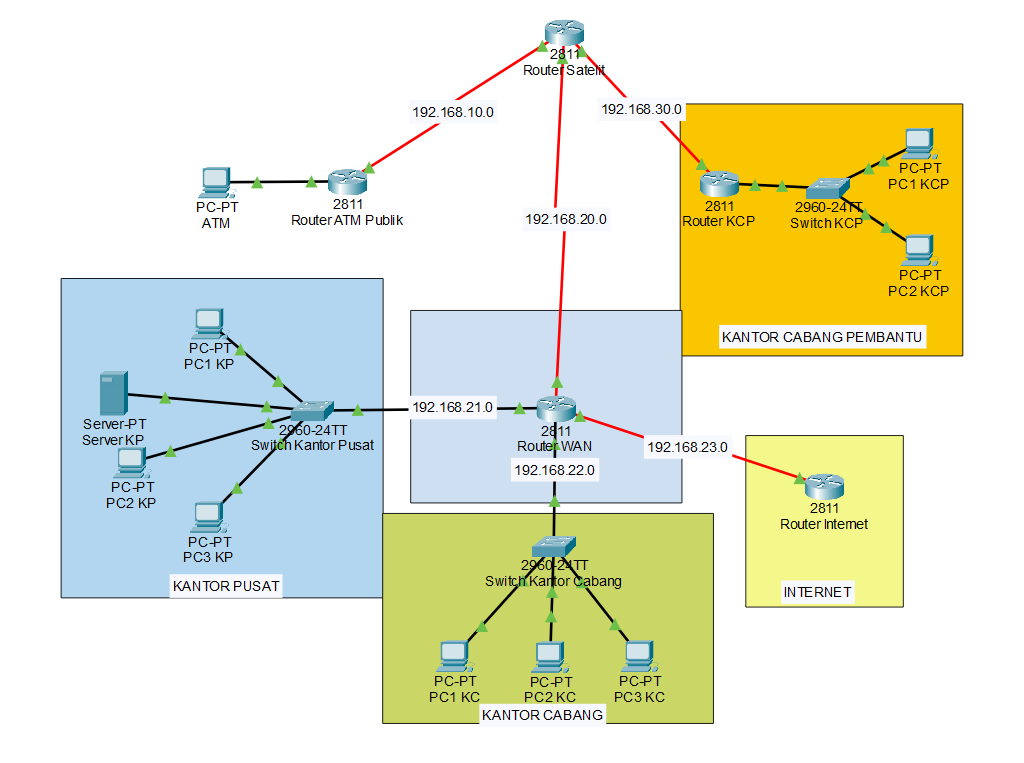 2811
Router Satelit
192.168.10.0
192.168.30.0
PC-PT
ATM
2811
Router ATM Publik
192.168.20.0
2811
Router KCP
2960-24TT
Switch KCP
PC-PT
PC1 KCP
PC-PT
PC2 KCP
KANTOR CABANG PEMBANTU
PC-PT
PC1 KP
Server-PT
Server KP
PC-PT
PC2 KP
PC-PT
PC3 KP
2960-24TT
Switch Kantor Pusat
KANTOR PUSAT
192.168.21.0
2811
Router WAN
192.168.22.0
192.168.23.0
2811
Router Internet
INTERNET
2960-24TT
Switch Kantor Cabang
PC-PT
PC1 KC
PC-PT
PC2 KC
PC-PT
PC3 KC
KANTOR CABANG